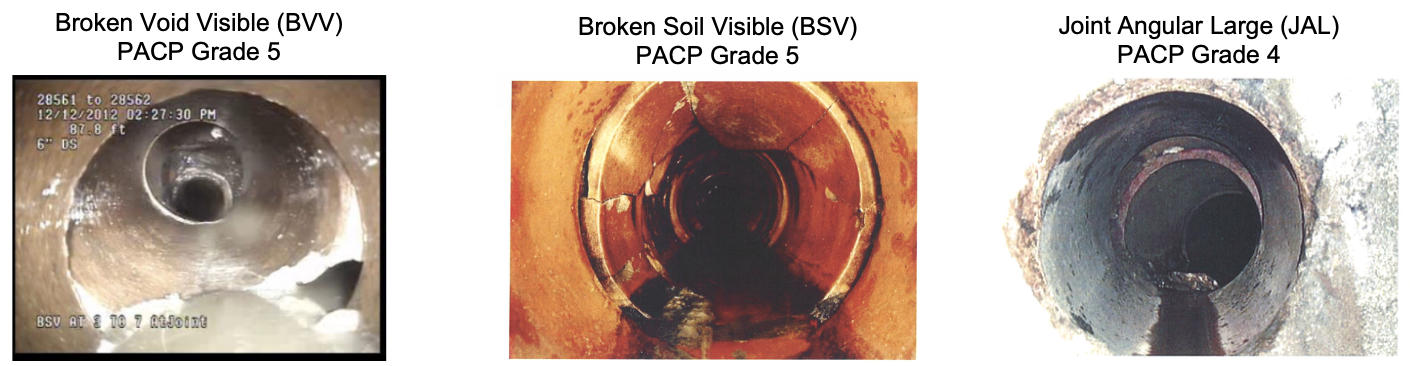 Broken Void Visible (BVV)
PACP Grade 5
28561 to 28562
12/12/2012 02:27:30 PM
87.8 ft
6" DS
BSV AT 3 TO 7 AtJoint
Broken Soil Visible (BSV)
PACP Grade 5
Joint Angular Large (JAL)
PACP Grade 4